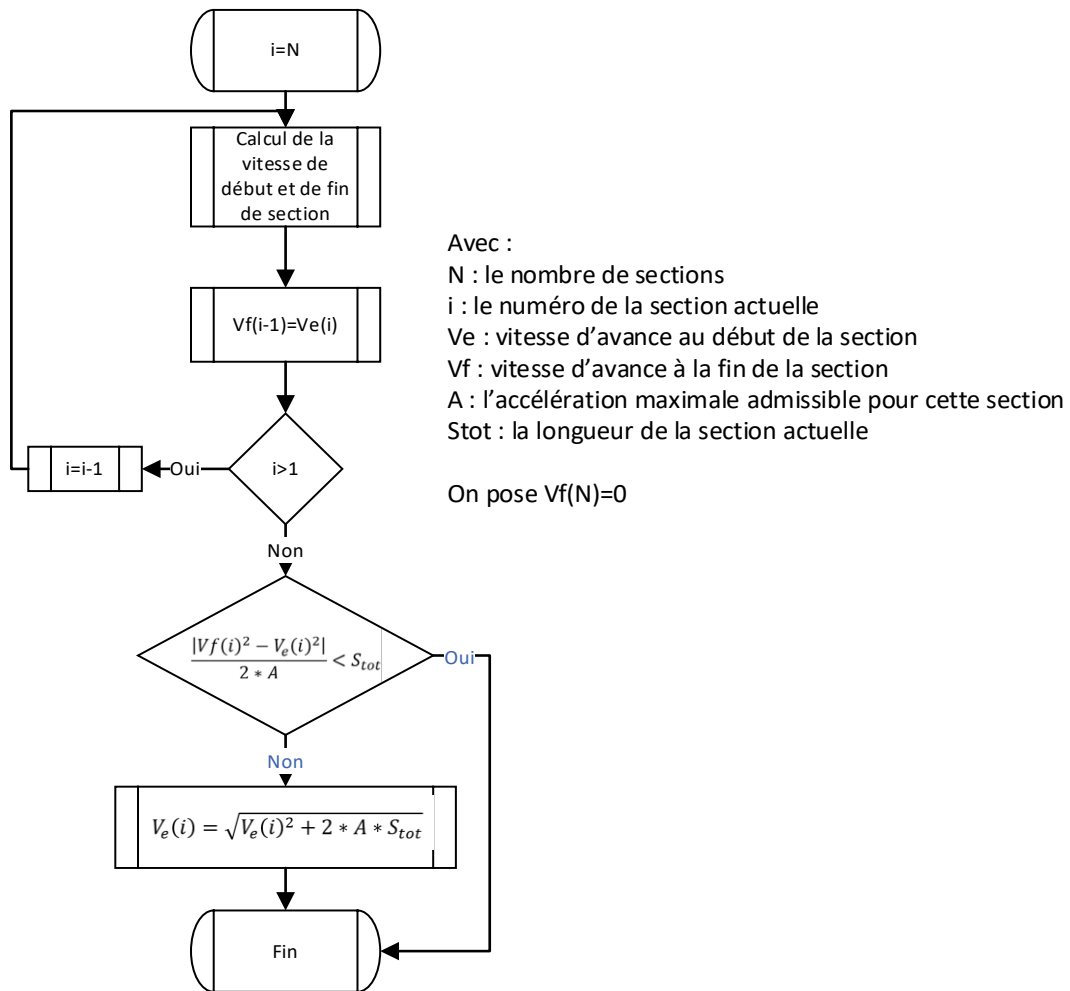 i=N
Calcul de la
vitesse de
début et de fin
de section
Vf(i-1)=Ve(i)
i>1
Oui
i=i-1
Non
|Vf(i)² − Vₑ(i)²|
2 ∗ A
< Sₜₒₜ
Oui
Non
Vₑ(i) = √Vₑ(i)² + 2 ∗ A ∗ Sₜₒₜ
Fin
Avec :
N : le nombre de sections
i : le numéro de la section actuelle
Ve : vitesse d’avance au début de la section
Vf : vitesse d’avance à la fin de la section
A : l’accélération maximale admissible pour cette section
Stot : la longueur de la section actuelle
On pose Vf(N)=0